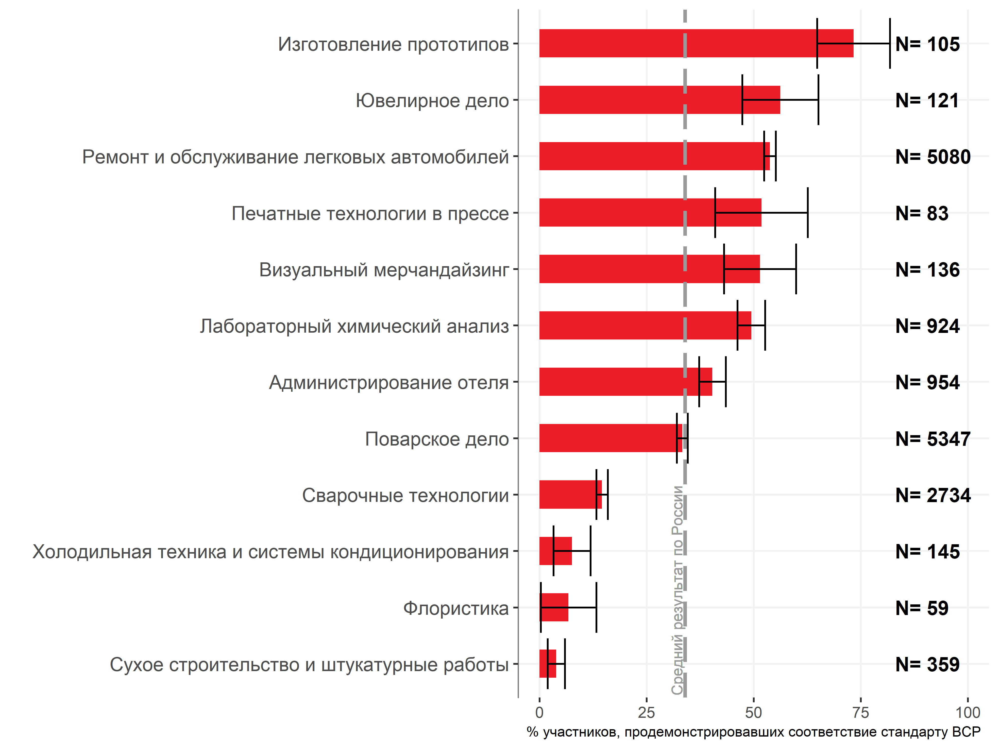 Изготовление прототипов N= 105
Ювелирное дело N= 121
Ремонт и обслуживание легковых автомобилей N= 5080
Печатные технологии в прессе N= 83
Визуальный мерчандайзинг N= 136
Лабораторный химический анализ N= 924
Администрирование отеля N= 954
Поварское дело N= 5347
Сварочные технологии N= 2734
Холодильная техника и системы кондиционирования N= 145
Флористика N= 59
Сухое строительство и штукатурные работы N= 359
Средний результат по России
0 25 50 75 100
% участников, продемонстрировавших соответствие стандарту ВСР